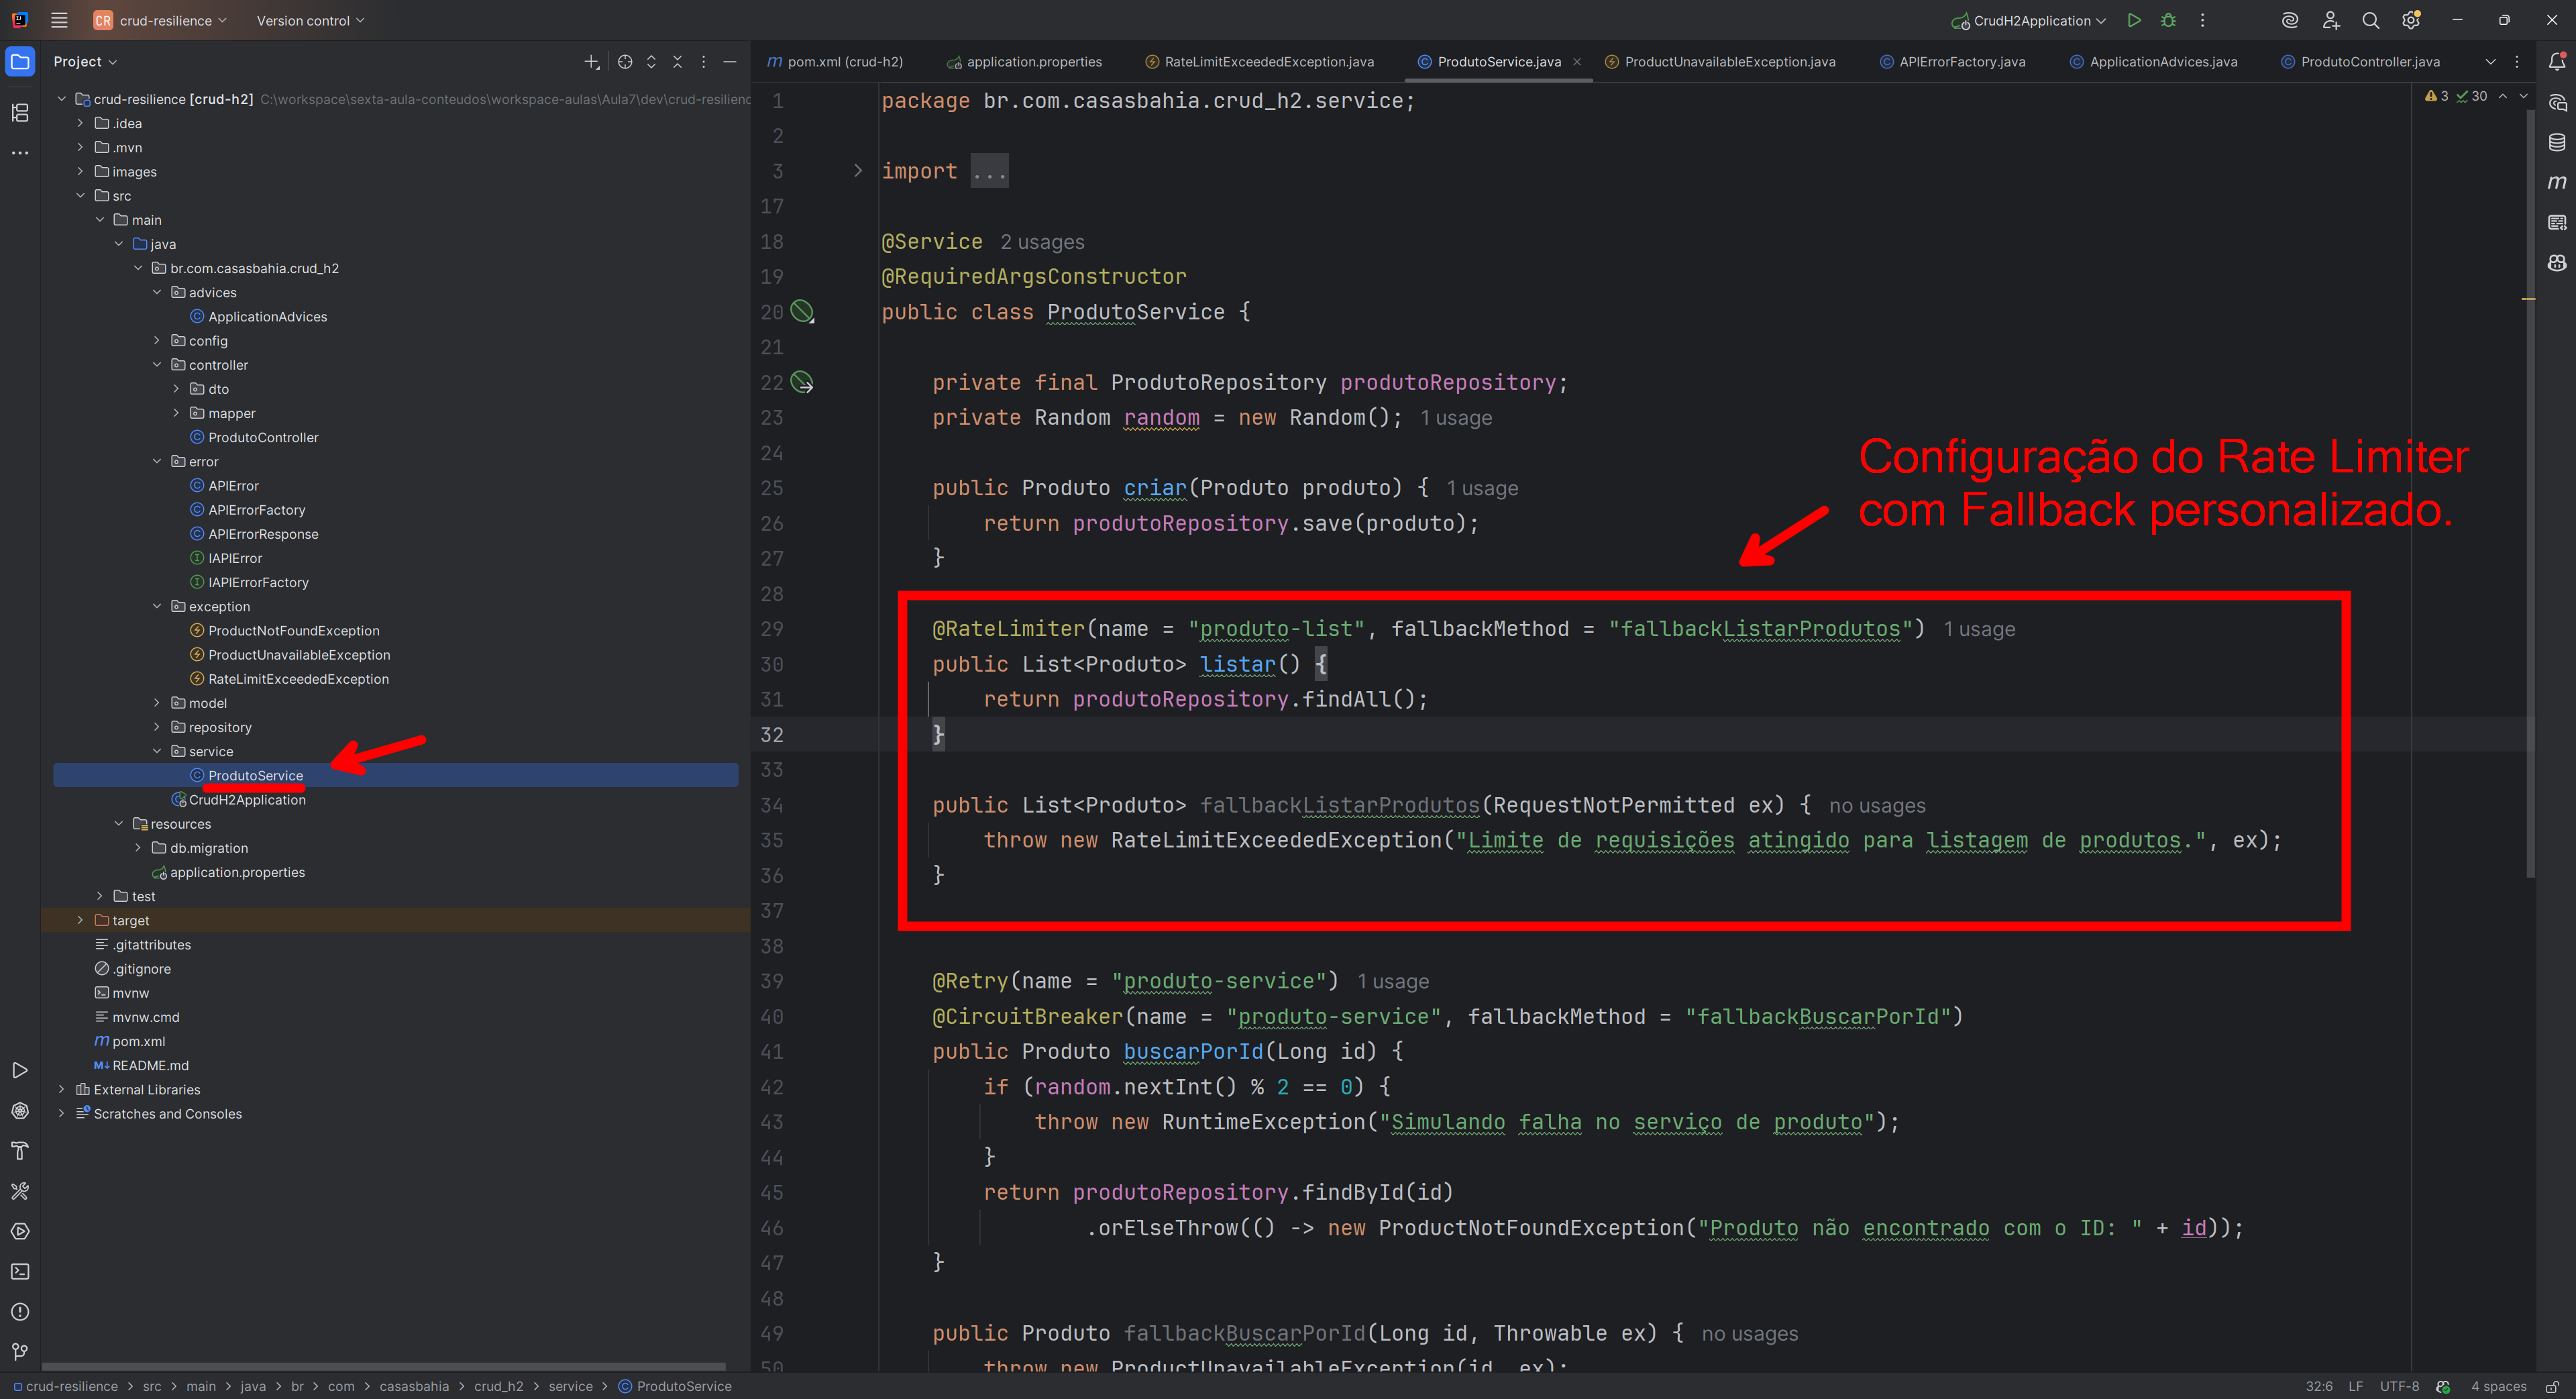 CR crud-resilience Version control CrudH2Application
Project
crud-resilience [crud-h2] C:\workspace\sexta-aula-conteudos\workspace-aulas\Aula7\dev\crud-resilienc
.idea
.mvn
images
src
main
java
br.com.casasbahia.crud_h2
advices
ApplicationAdvices
config
controller
dto
mapper
ProdutoController
error
APIError
APIErrorFactory
APIErrorResponse
IAPIError
IAPIErrorFactory
exception
ProductNotFoundException
ProductUnavailableException
RateLimitExceededException
model
repository
service
ProdutoService
CrudH2Application
resources
db.migration
application.properties
test
target
.gitattributes
.gitignore
mvnw
mvnw.cmd
pom.xml
README.md
External Libraries
Scratches and Consoles
pom.xml (crud-h2) application.properties RateLimitExceededException.java ProdutoService.java ProductUnavailableException.java APIErrorFactory.java ApplicationAdvices.java ProdutoController.java
3 30
1 package br.com.casasbahia.crud_h2.service;
2
3 import ...
17
18 @Service 2 usages
19 @RequiredArgsConstructor
20 public class ProdutoService {
21
22 private final ProdutoRepository produtoRepository;
23 private Random random = new Random(); 1 usage
24
25 public Produto criar(Produto produto) { 1 usage
26 return produtoRepository.save(produto);
27 }
28
Configuração do Rate Limiter
com Fallback personalizado.
29 @RateLimiter(name = "produto-list", fallbackMethod = "fallbackListarProdutos") 1 usage
30 public List<Produto> listar() {
31 return produtoRepository.findAll();
32 }
33
34 public List<Produto> fallbackListarProdutos(RequestNotPermitted ex) { no usages
35 throw new RateLimitExceededException("Limite de requisições atingido para listagem de produtos.", ex);
36 }
37
38
39 @Retry(name = "produto-service") 1 usage
40 @CircuitBreaker(name = "produto-service", fallbackMethod = "fallbackBuscarPorId")
41 public Produto buscarPorId(Long id) {
42 if (random.nextInt() % 2 == 0) {
43 throw new RuntimeException("Simulando falha no serviço de produto");
44 }
45 return produtoRepository.findById(id)
46 .orElseThrow(() -> new ProductNotFoundException("Produto não encontrado com o ID: " + id));
47 }
48
49 public Produto fallbackBuscarPorId(Long id, Throwable ex) { no usages
50 throw new ProductUnavailableException(id, ex);
crud-resilience > src > main > java > br > com > casasbahia > crud_h2 > service > ProdutoService 32:6 LF UTF-8 4 spaces